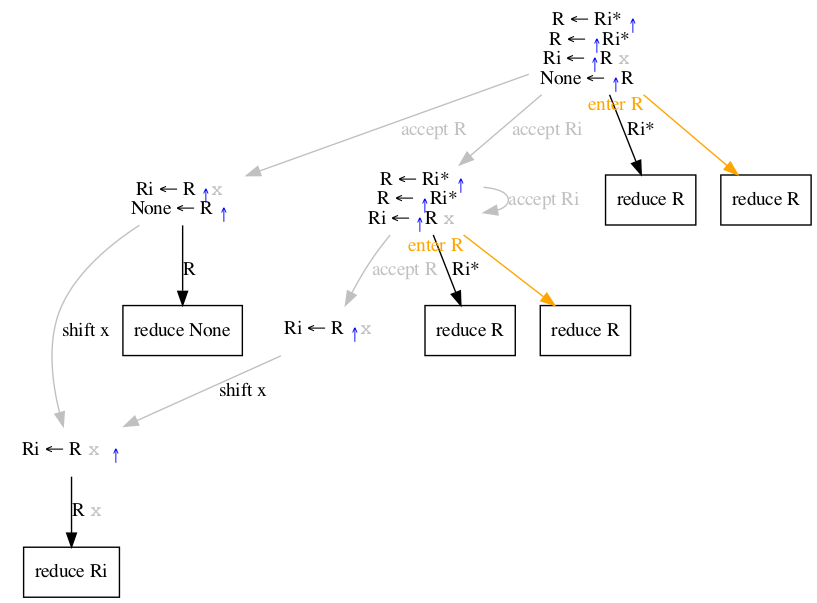 R ← Ri* ↑
R ← ↑Ri*
Ri ← ↑R x
None ← ↑R
enter R
accept R
accept Ri
Ri*
Ri ← R ↑x
None ← R ↑
R ← Ri* ↑
R ← ↑Ri*
Ri ← ↑R x
accept Ri
reduce R
reduce R
enter R
accept R
Ri*
R
shift x
reduce None
Ri ← R ↑x
reduce R
reduce R
shift x
Ri ← R x ↑
R x
reduce Ri